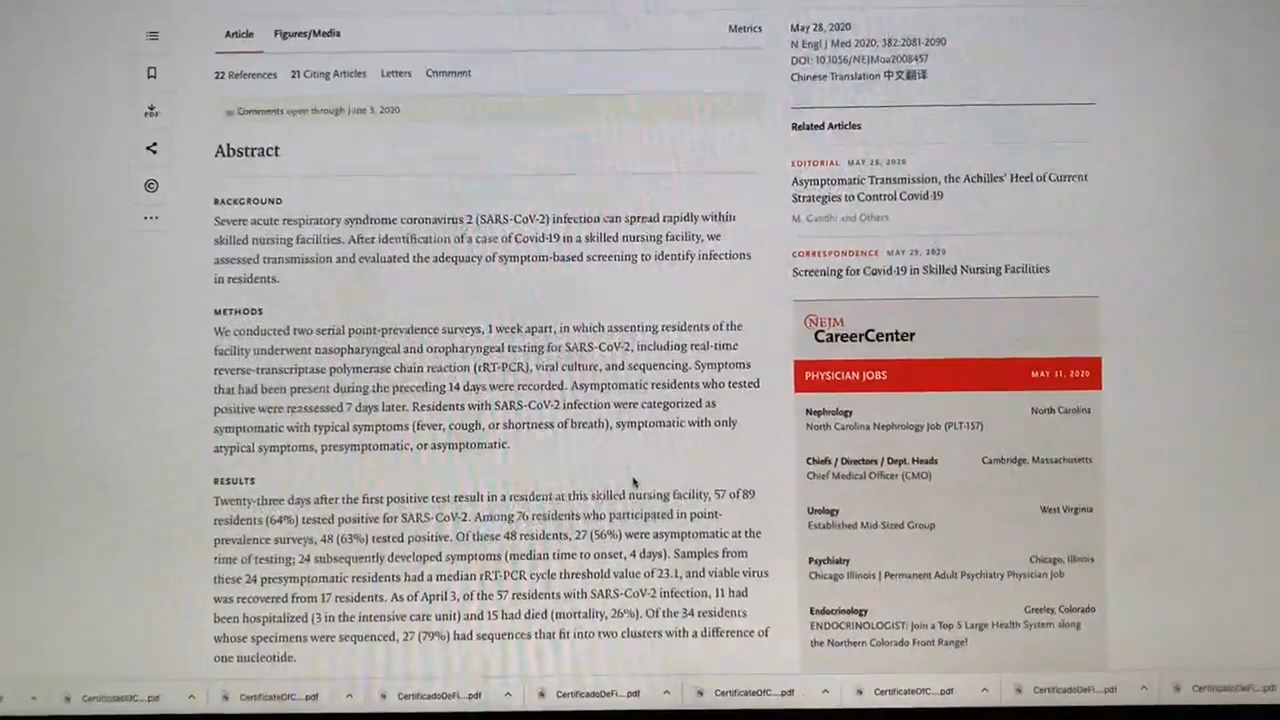 Article Figures/Media Metrics
22 References 21 Citing Articles Letters Comment
Comments open through June 3, 2020
Abstract
BACKGROUND
Severe acute respiratory syndrome coronavirus 2 (SARS-CoV-2) infection can spread rapidly within
skilled nursing facilities. After identification of a case of Covid-19 in a skilled nursing facility, we
assessed transmission and evaluated the adequacy of symptom-based screening to identify infections
in residents.
METHODS
We conducted two serial point-prevalence surveys, 1 week apart, in which assenting residents of the
facility underwent nasopharyngeal and oropharyngeal testing for SARS-CoV-2, including real-time
reverse-transcriptase polymerase chain reaction (rRT-PCR), viral culture, and sequencing. Symptoms
that had been present during the preceding 14 days were recorded. Asymptomatic residents who tested
positive were reassessed 7 days later. Residents with SARS-CoV-2 infection were categorized as
symptomatic with typical symptoms (fever, cough, or shortness of breath), symptomatic with only
atypical symptoms, presymptomatic, or asymptomatic.
RESULTS
Twenty-three days after the first positive test result in a resident at this skilled nursing facility, 57 of 89
residents (64%) tested positive for SARS-CoV-2. Among 76 residents who participated in point-
prevalence surveys, 48 (63%) tested positive. Of these 48 residents, 27 (56%) were asymptomatic at the
time of testing; 24 subsequently developed symptoms (median time to onset, 4 days). Samples from
these 24 presymptomatic residents had a median rRT-PCR cycle threshold value of 23.1, and viable virus
was recovered from 17 residents. As of April 3, of the 57 residents with SARS-CoV-2 infection, 11 had
been hospitalized (3 in the intensive care unit) and 15 had died (mortality, 26%). Of the 34 residents
whose specimens were sequenced, 27 (79%) had sequences that fit into two clusters with a difference of
one nucleotide.
May 28, 2020
N Engl J Med 2020; 382:2081-2090
DOI: 10.1056/NEJMoa2008457
Chinese Translation 中文翻译
Related Articles
EDITORIAL MAY 28, 2020
Asymptomatic Transmission, the Achilles' Heel of Current
Strategies to Control Covid-19
M. Gandhi and Others
CORRESPONDENCE MAY 29, 2020
Screening for Covid-19 in Skilled Nursing Facilities
NEJM
CareerCenter
PHYSICIAN JOBS MAY 31, 2020
Nephrology North Carolina
North Carolina Nephrology Job (PLT-157)
Chiefs / Directors / Dept. Heads Cambridge, Massachusetts
Chief Medical Officer (CMO)
Urology West Virginia
Established Mid-Sized Group
Psychiatry Chicago, Illinois
Chicago Illinois | Permanent Adult Psychiatry Physician Job
Endocrinology Greeley, Colorado
ENDOCRINOLOGIST: Join a Top 5 Large Health System along
the Northern Colorado Front Range!
PDF
CertificateOfC....pdf CertificateOfC....pdf CertificadoDeFi....pdf CertificadoDeFi....pdf CertificateOfC....pdf CertificateOfC....pdf CertificadoDeFi....pdf CertificadoDeFi....pdf